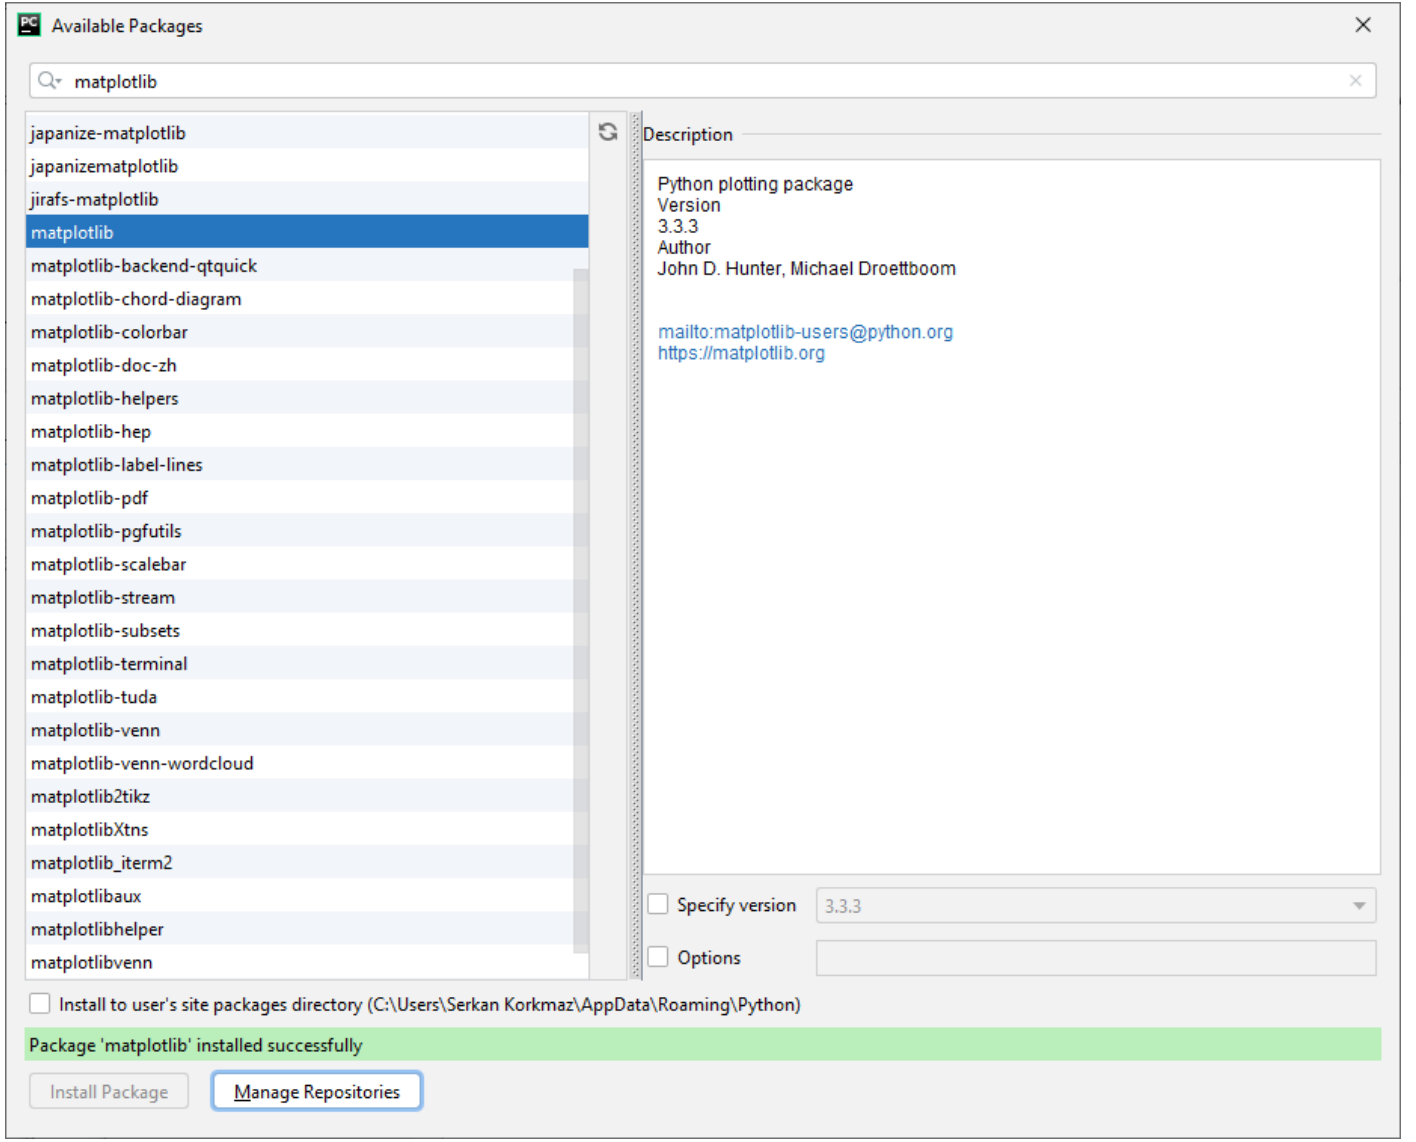 PC
Available Packages
matplotlib
japanize-matplotlib
japanizematplotlib
jirafs-matplotlib
matplotlib
matplotlib-backend-qtquick
matplotlib-chord-diagram
matplotlib-colorbar
matplotlib-doc-zh
matplotlib-helpers
matplotlib-hep
matplotlib-label-lines
matplotlib-pdf
matplotlib-pgfutils
matplotlib-scalebar
matplotlib-stream
matplotlib-subsets
matplotlib-terminal
matplotlib-tuda
matplotlib-venn
matplotlib-venn-wordcloud
matplotlib2tikz
matplotlibXtns
matplotlib_iterm2
matplotlibaux
matplotlibhelper
matplotlibvenn
Description
Python plotting package
Version
3.3.3
Author
John D. Hunter, Michael Droettboom
mailto:matplotlib-users@python.org
https://matplotlib.org
Specify version 3.3.3
Options
Install to user's site packages directory (C:\Users\Serkan Korkmaz\AppData\Roaming\Python)
Package 'matplotlib' installed successfully
Install Package Manage Repositories